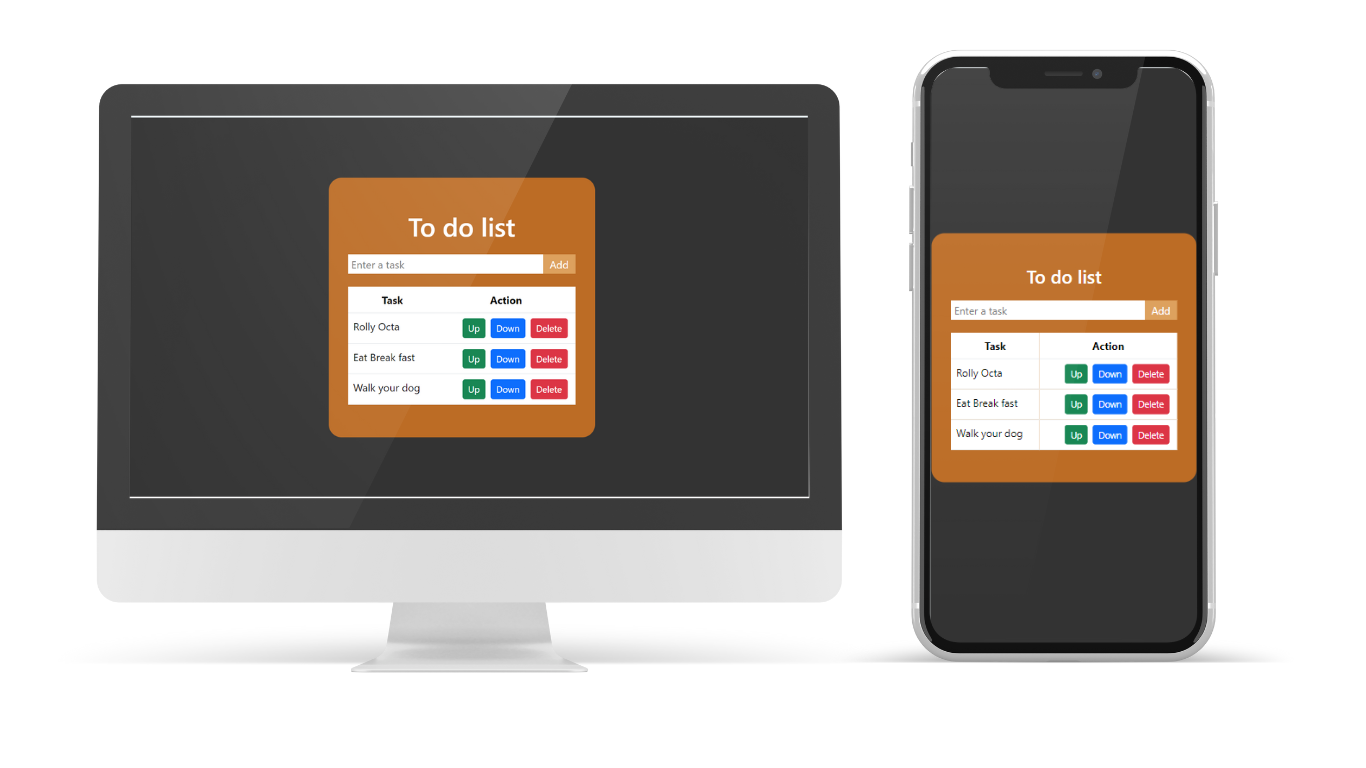 To do list
Enter a task Add
Task Action
Rolly Octa Up Down Delete
Eat Break fast Up Down Delete
Walk your dog Up Down Delete
To do list
Enter a task Add
Task Action
Rolly Octa Up Down Delete
Eat Break fast Up Down Delete
Walk your dog Up Down Delete